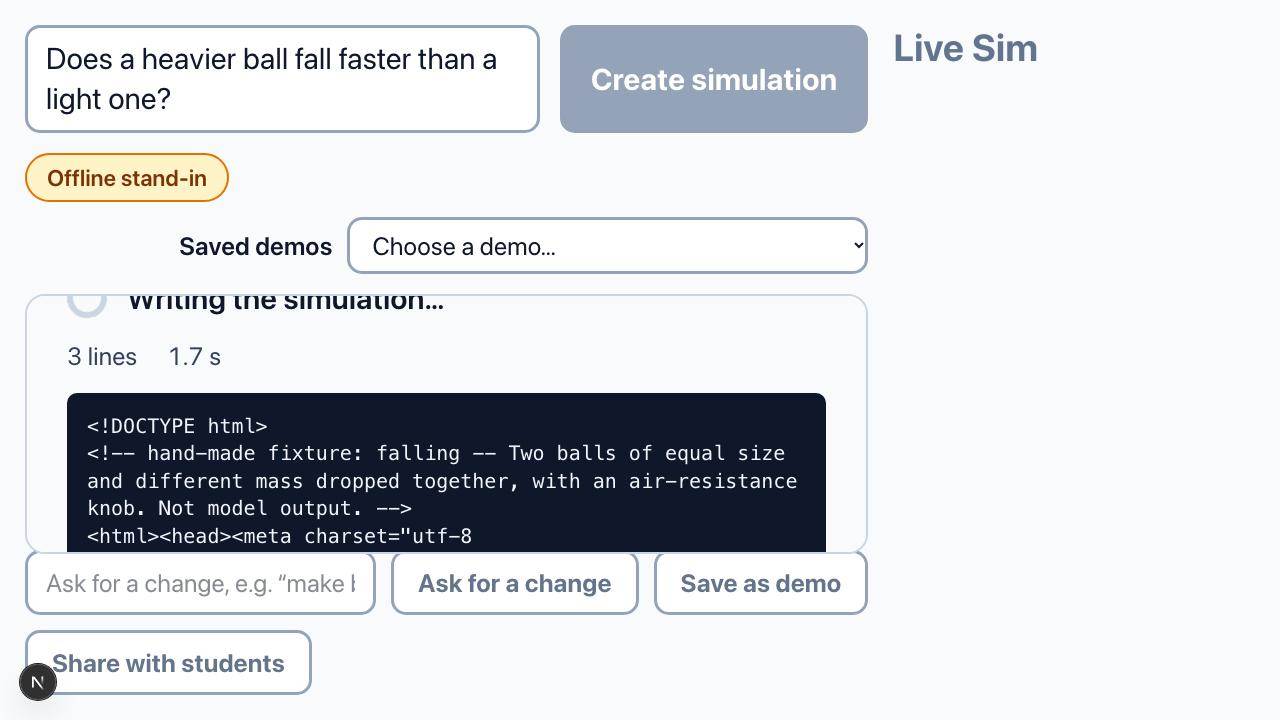 Does a heavier ball fall faster than a
light one?
Create simulation
Live Sim
Offline stand-in
Saved demos
Choose a demo...
Writing the simulation...
3 lines 1.7 s
<!DOCTYPE html>
<!-- hand-made fixture: falling -- Two balls of equal size
and different mass dropped together, with an air-resistance
knob. Not model output. -->
<html><head><meta charset="utf-8
Ask for a change, e.g. “make
Ask for a change
Save as demo
Share with students
N